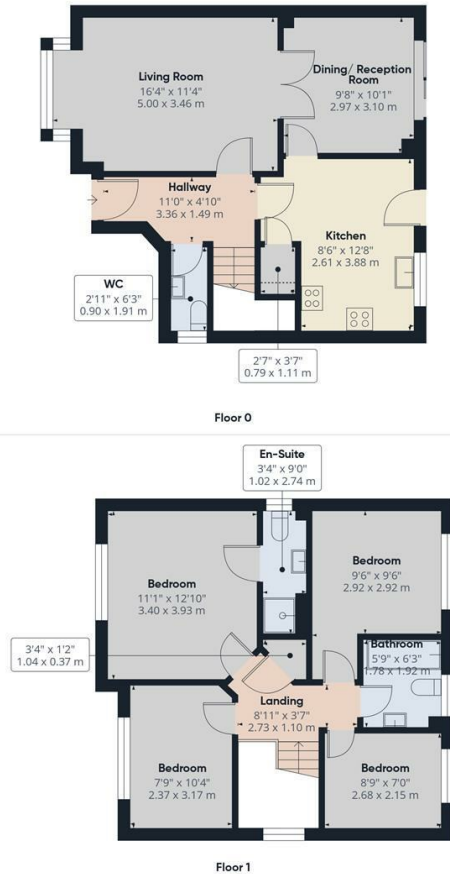 Living Room
16'4" x 11'4"
5.00 x 3.46 m
Dining/ Reception
Room
9'8" x 10'1"
2.97 x 3.10 m
Hallway
11'0" x 4'10"
3.36 x 1.49 m
Kitchen
8'6" x 12'8"
2.61 x 3.88 m
WC
2'11" x 6'3"
0.90 x 1.91 m
2'7" x 3'7"
0.79 x 1.11 m
Floor 0
En-Suite
3'4" x 9'0"
1.02 x 2.74 m
Bedroom
11'1" x 12'10"
3.40 x 3.93 m
Bedroom
9'6" x 9'6"
2.92 x 2.92 m
3'4" x 1'2"
1.04 x 0.37 m
Bathroom
5'9" x 6'3"
1.78 x 1.92 m
Landing
8'11" x 3'7"
2.73 x 1.10 m
Bedroom
7'9" x 10'4"
2.37 x 3.17 m
Bedroom
8'9" x 7'0"
2.68 x 2.15 m
Floor 1